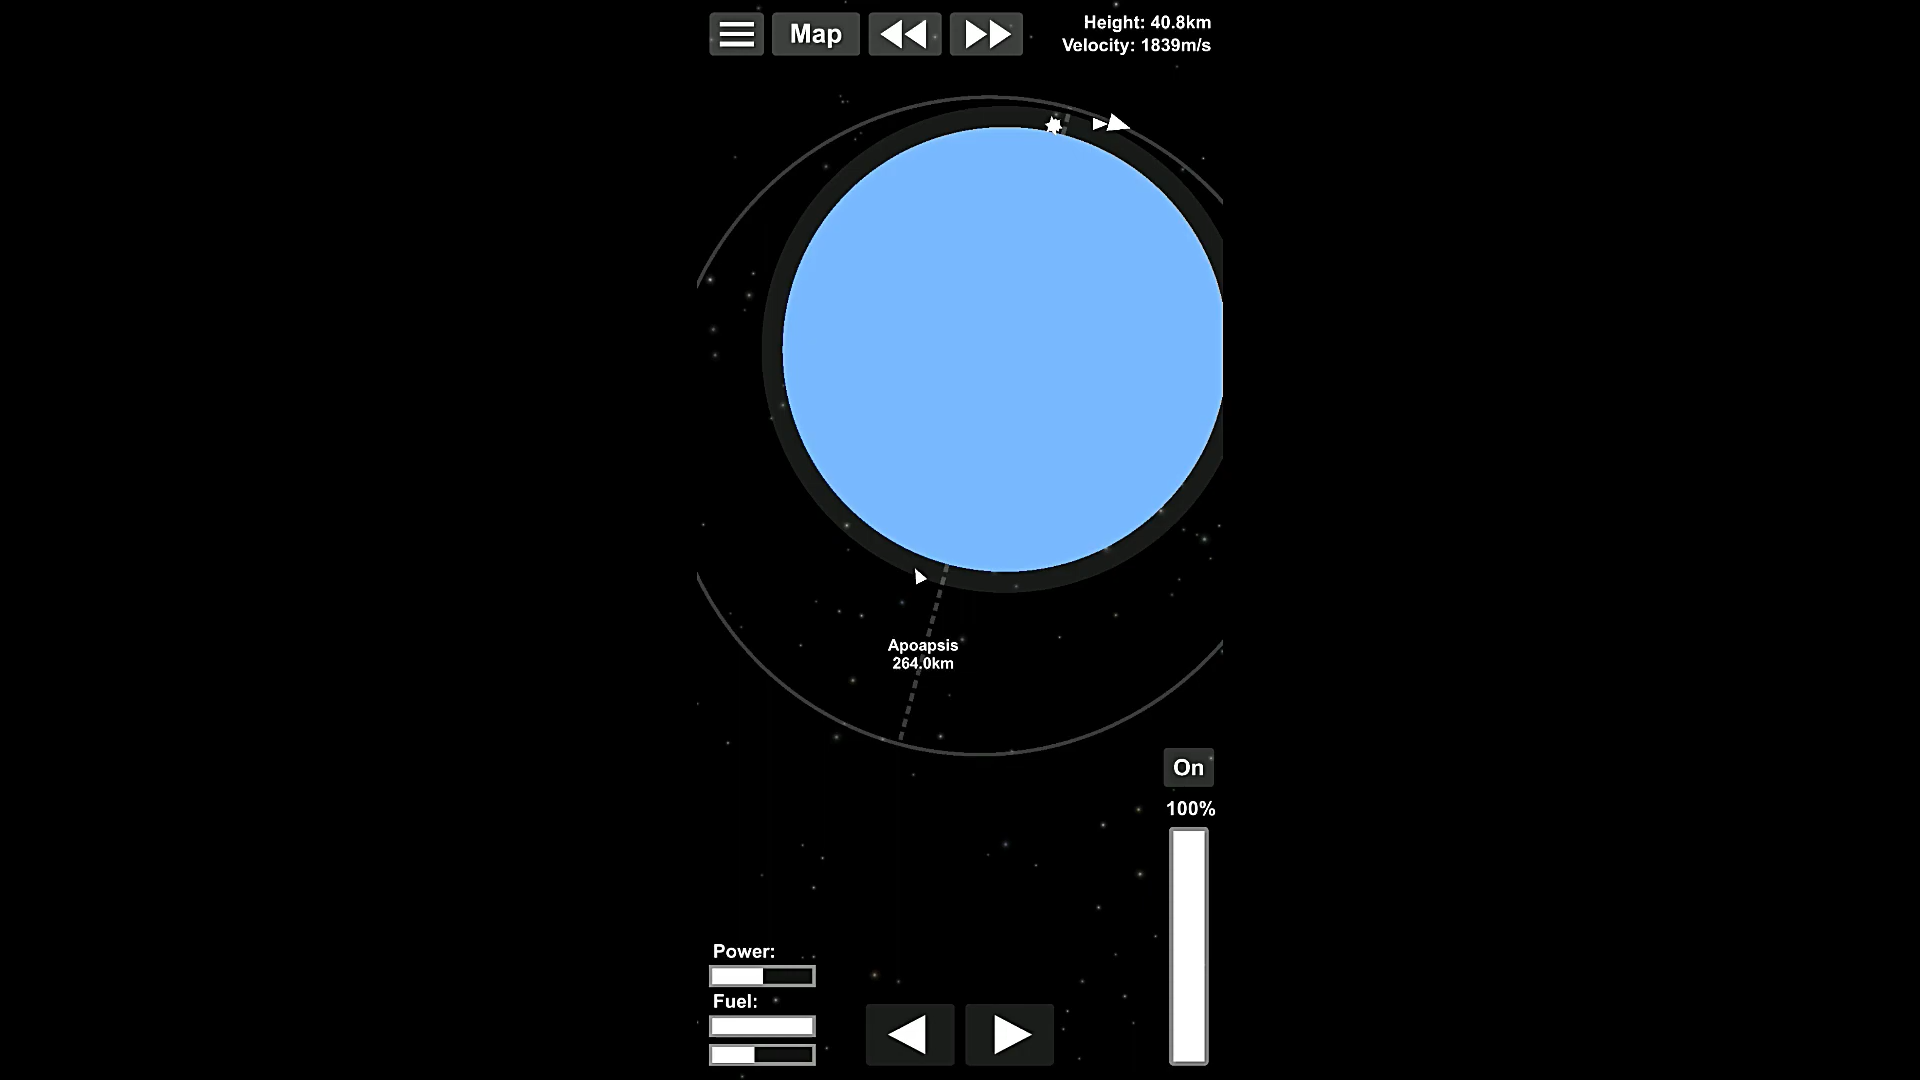 Map
Height: 40.8km
Velocity: 1839m/s
Apoapsis
264.0km
On
100%
Power:
Fuel: